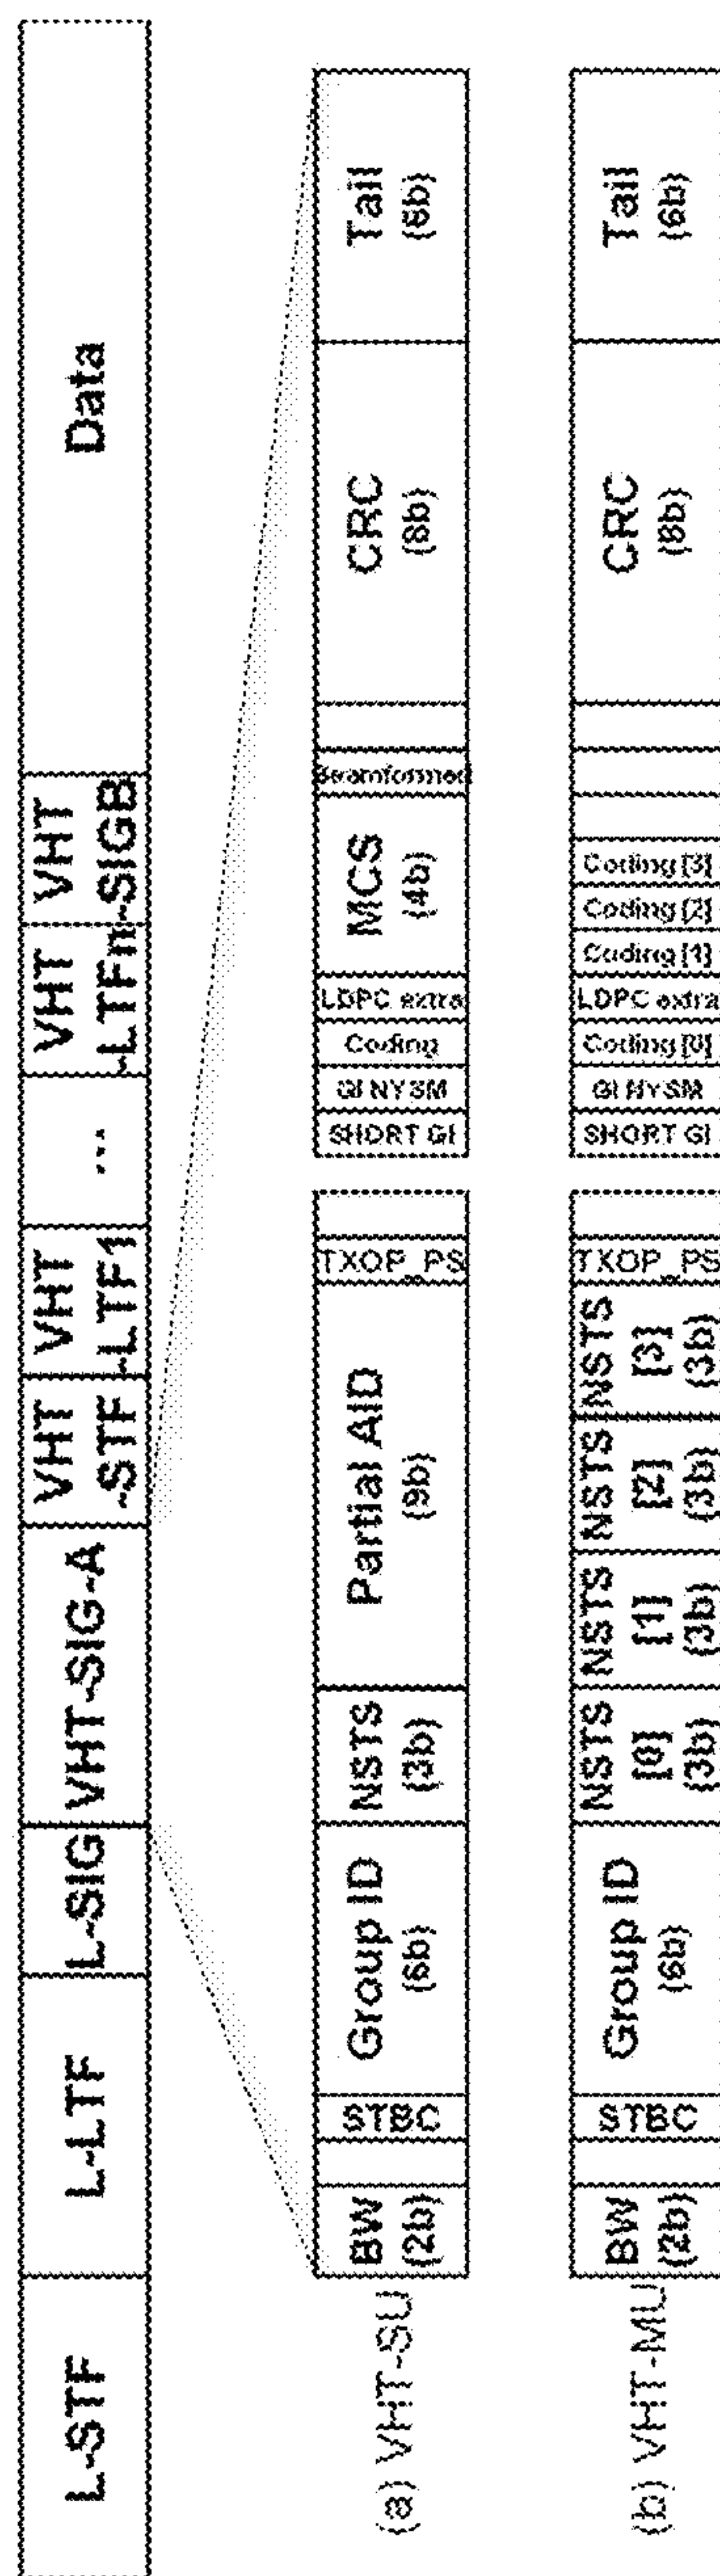 L-STF
L-LTF
L-SIG
VHT-SIG-A
VHT
-STF
VHT
-LTF1
...
VHT
-LTFn
VHT
-SIGB
Data
(a) VHT-SU
BW
(2b)
STBC
Group ID
(6b)
NSTS
(3b)
Partial AID
(9b)
TXOP_PS
SHORT GI
GI NYSM
Coding
LDPC extra
MCS
(4b)
Beamformed
CRC
(8b)
Tail
(6b)
(b) VHT-MU
BW
(2b)
STBC
Group ID
(6b)
NSTS
[0]
(3b)
NSTS
[1]
(3b)
NSTS
[2]
(3b)
NSTS
[3]
(3b)
TXOP_PS
SHORT GI
GI NYSM
Coding [0]
LDPC extra
Coding [1]
Coding [2]
Coding [3]
CRC
(8b)
Tail
(6b)